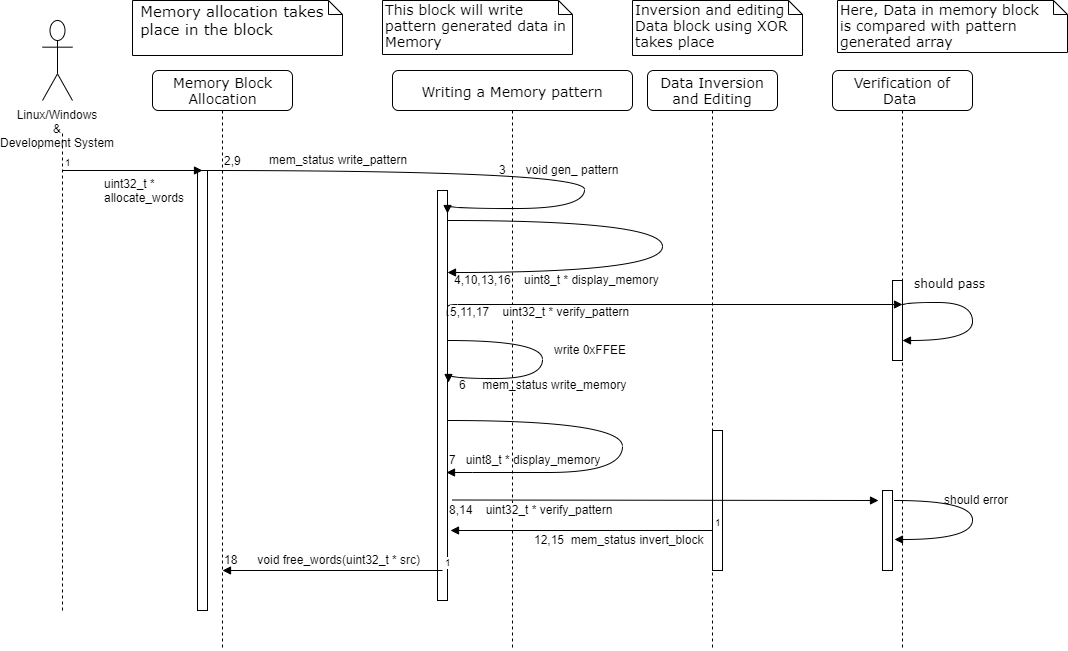 Memory allocation takes
place in the block
This block will write
pattern generated data in
Memory
Inversion and editing
Data block using XOR
takes place
Here, Data in memory block
is compared with pattern
generated array
Linux/Windows
&
Development System
Memory Block
Allocation
Writing a Memory pattern
Data Inversion
and Editing
Verification of
Data
1
uint32_t *
allocate_words
2,9 mem_status write_pattern
3 void gen_ pattern
4,10,13,16 uint8_t * display_memory
should pass
5,11,17 uint32_t * verify_pattern
write 0xFFEE
6 mem_status write_memory
7 uint8_t * display_memory
should error
8,14 uint32_t * verify_pattern
1
12,15 mem_status invert_block
18 void free_words(uint32_t * src)
1